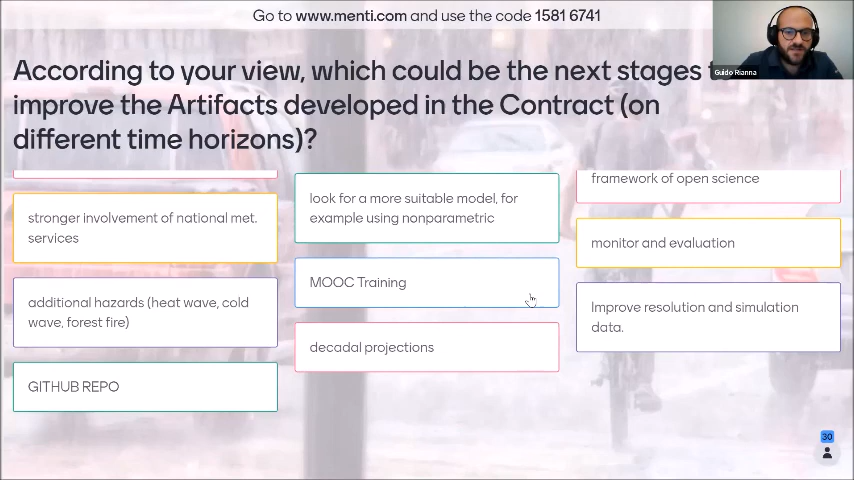 Go to www.menti.com and use the code 1581 6741
Guido Rianna
According to your view, which could be the next stages
improve the Artifacts developed in the Contract (on
different time horizons)?
stronger involvement of national met.
services
additional hazards (heat wave, cold
wave, forest fire)
GITHUB REPO
look for a more suitable model, for
example using nonparametric
MOOC Training
decadal projections
framework of open science
monitor and evaluation
Improve resolution and simulation
data.
30